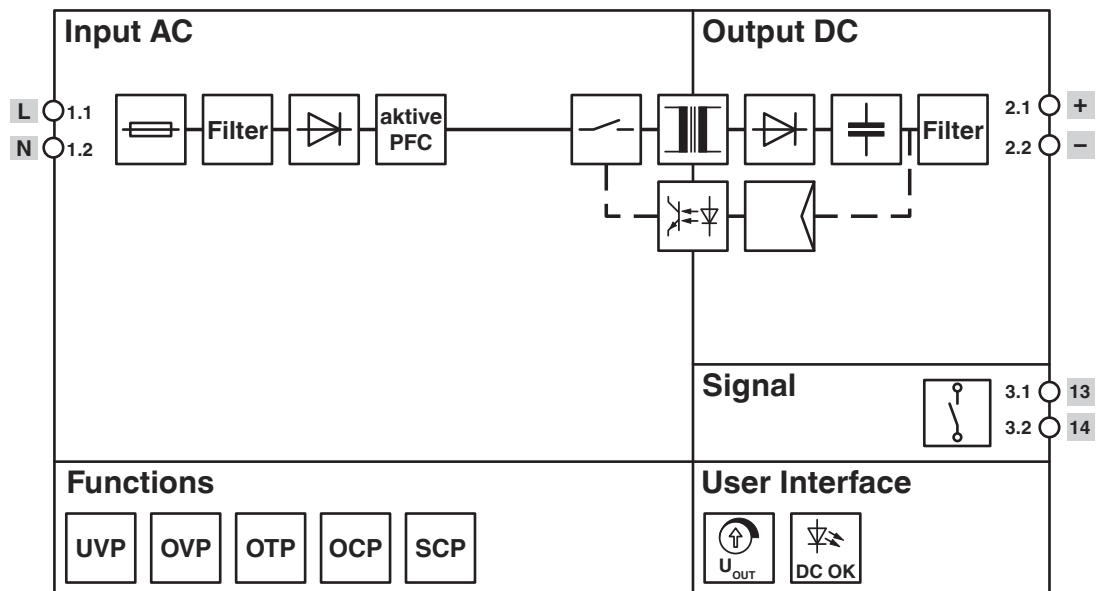 Input AC
Output DC
L 1.1
N 1.2
Filter
aktive
PFC
Filter
2.1 +
2.2 −
Signal
3.1 13
3.2 14
Functions
UVP OVP OTP OCP SCP
User Interface
UOUT
DC OK